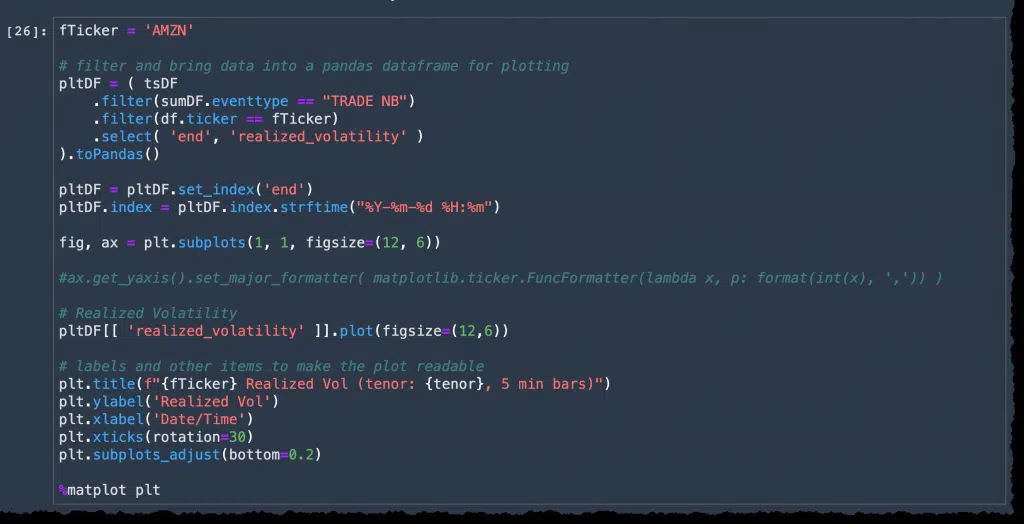 [26]: fTicker = 'AMZN'
# filter and bring data into a pandas dataframe for plotting
pltDF = ( tsDF
.filter(sumDF.eventtype == "TRADE NB")
.filter(df.ticker == fTicker)
.select( 'end', 'realized_volatility' )
).toPandas()
pltDF = pltDF.set_index('end')
pltDF.index = pltDF.index.strftime("%Y-%m-%d %H:%m")
fig, ax = plt.subplots(1, 1, figsize=(12, 6))
#ax.get_yaxis().set_major_formatter( matplotlib.ticker.FuncFormatter(lambda x, p: format(int(x), ',')) )
# Realized Volatility
pltDF[[ 'realized_volatility' ]].plot(figsize=(12,6))
# labels and other items to make the plot readable
plt.title(f"{fTicker} Realized Vol (tenor: {tenor}, 5 min bars)")
plt.ylabel('Realized Vol')
plt.xlabel('Date/Time')
plt.xticks(rotation=30)
plt.subplots_adjust(bottom=0.2)
%matplot plt